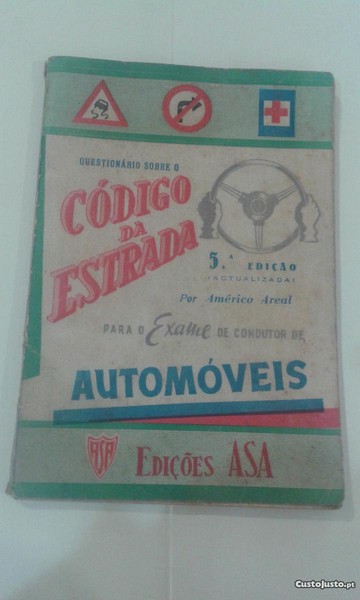 QUESTIONÁRIO SOBRE O
CÓDIGO
DA
ESTRADA
5.ª EDIÇÃO
(ACTUALIZADA)
Por Américo Areal
PARA O Exame DE CONDUTOR DE
AUTOMÓVEIS
ASA
EDIÇÕES ASA
CustoJusto.pt